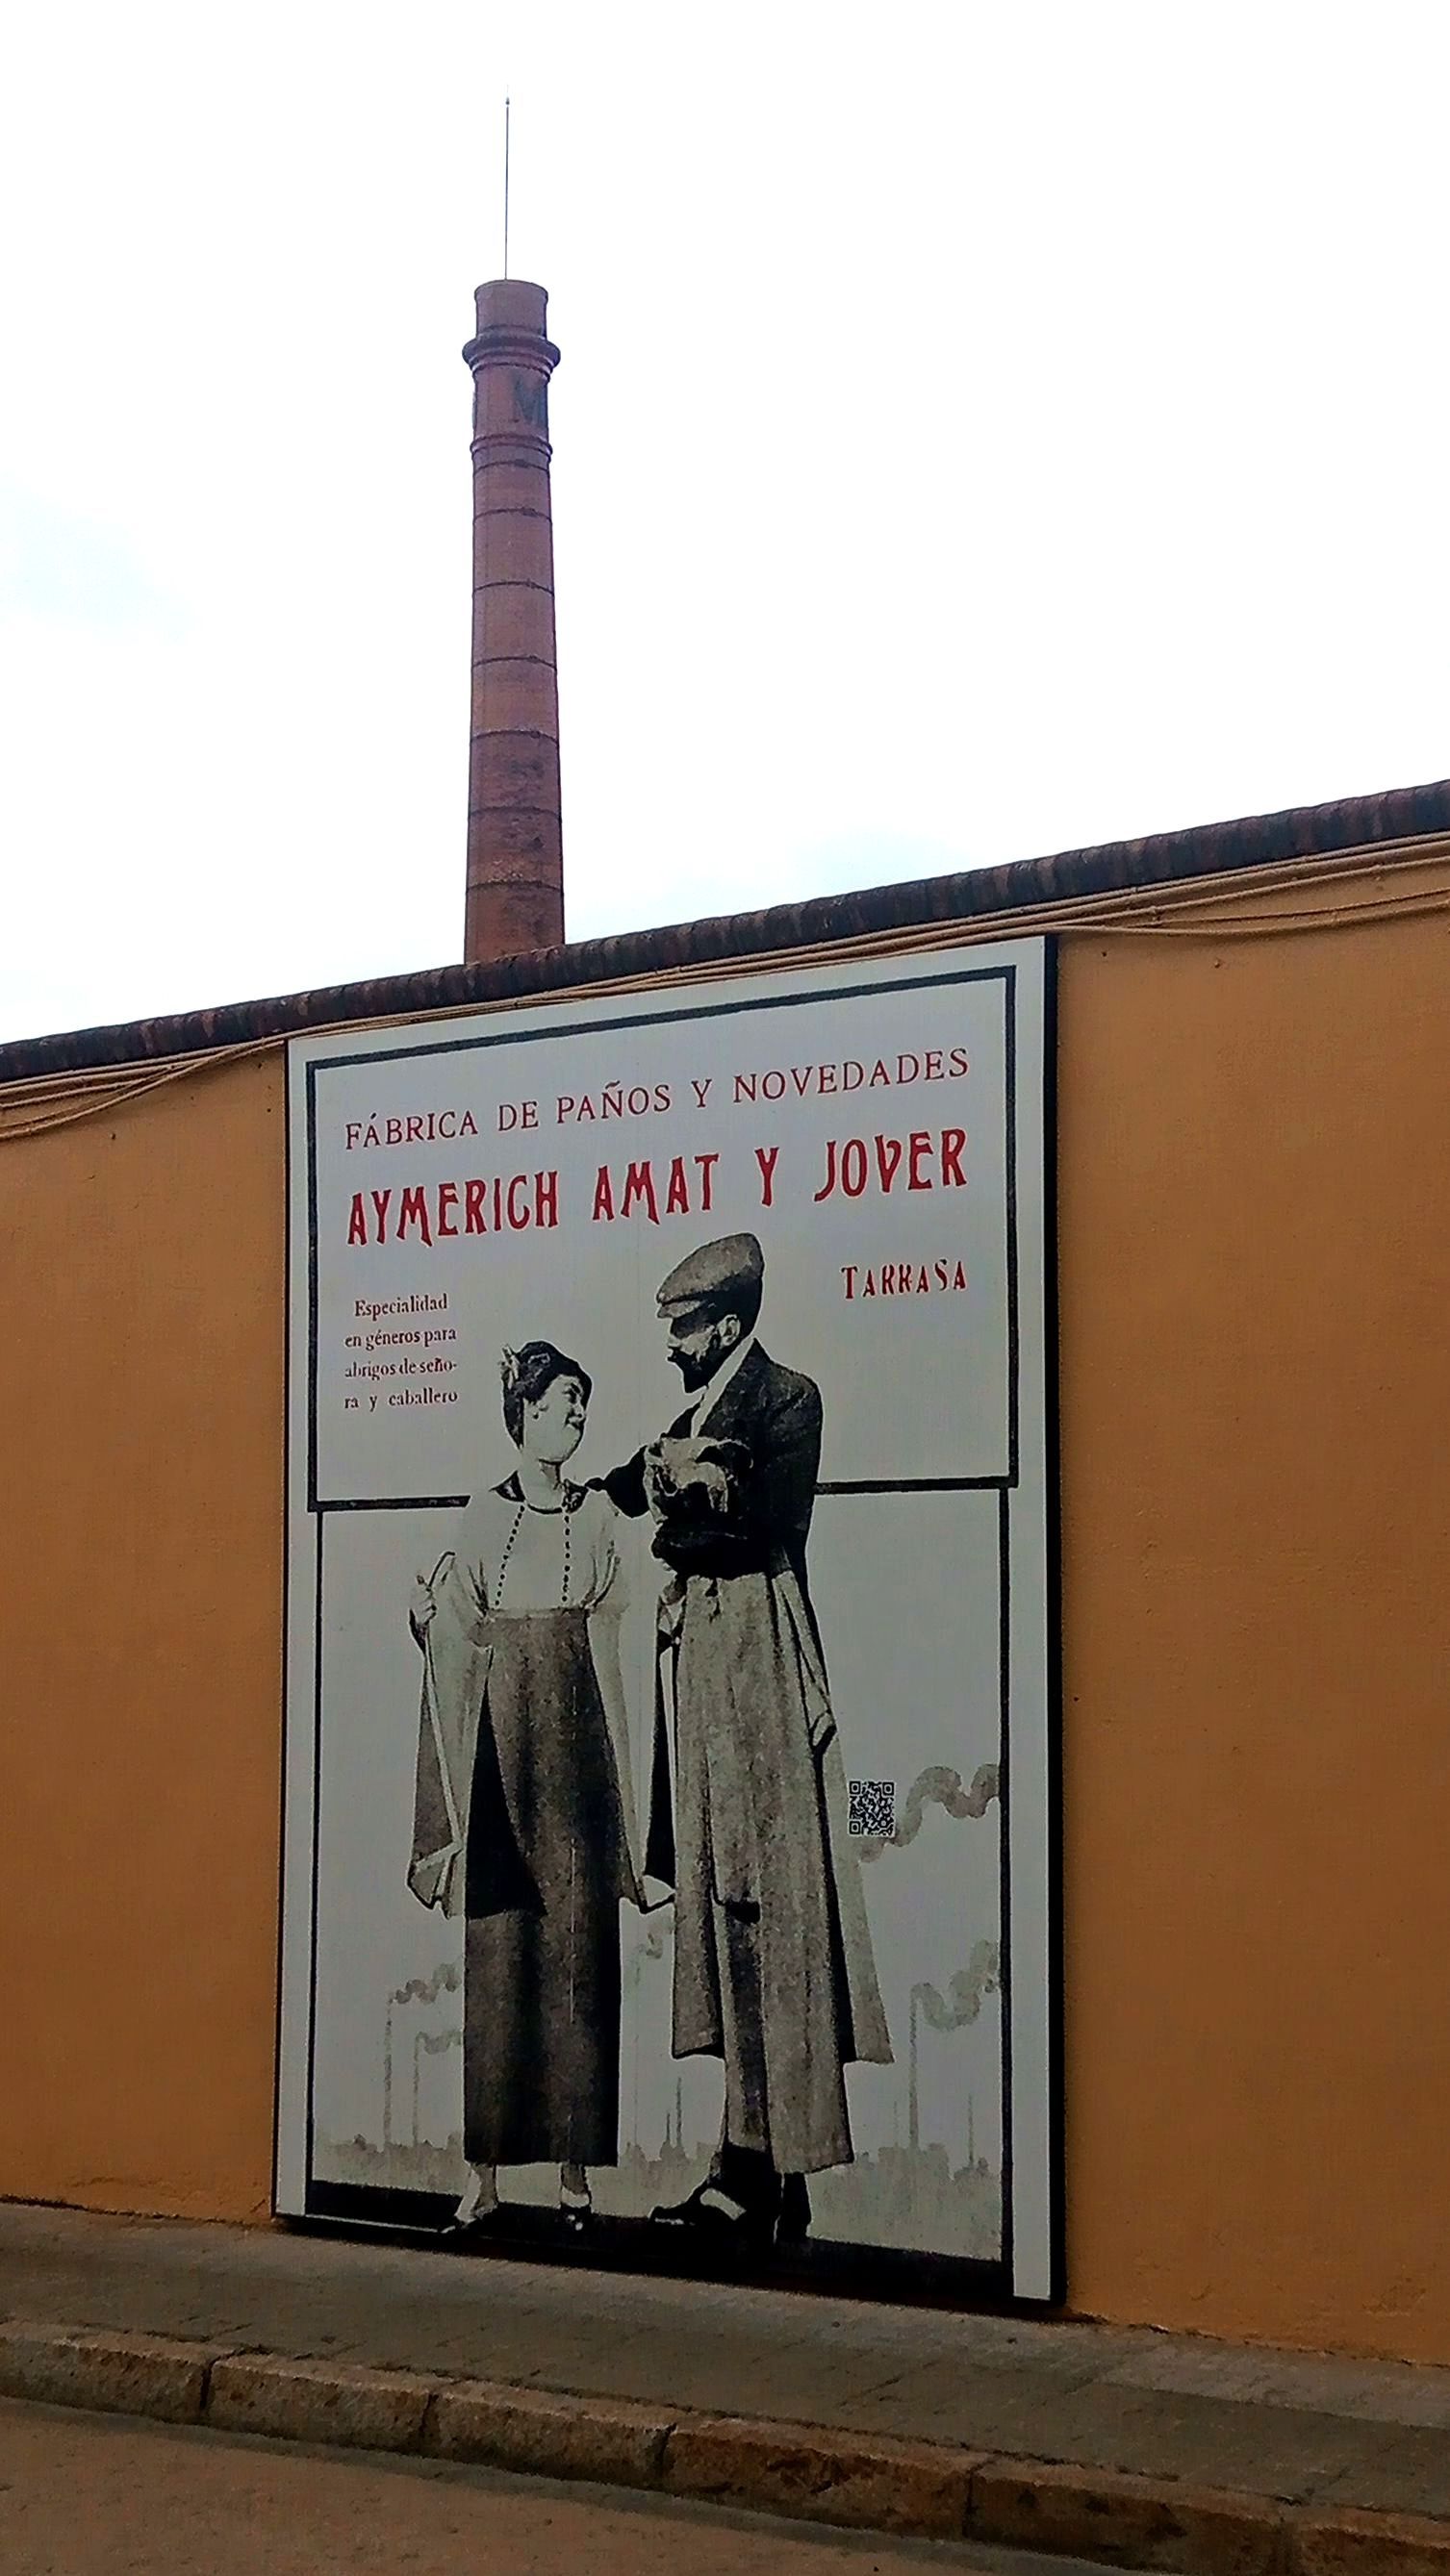 M
FÁBRICA DE PAÑOS Y NOVEDADES
AYMERICH AMAT Y JOVER
TARRASA
Especialidad
en géneros para
abrigos de seño-
ra y caballero